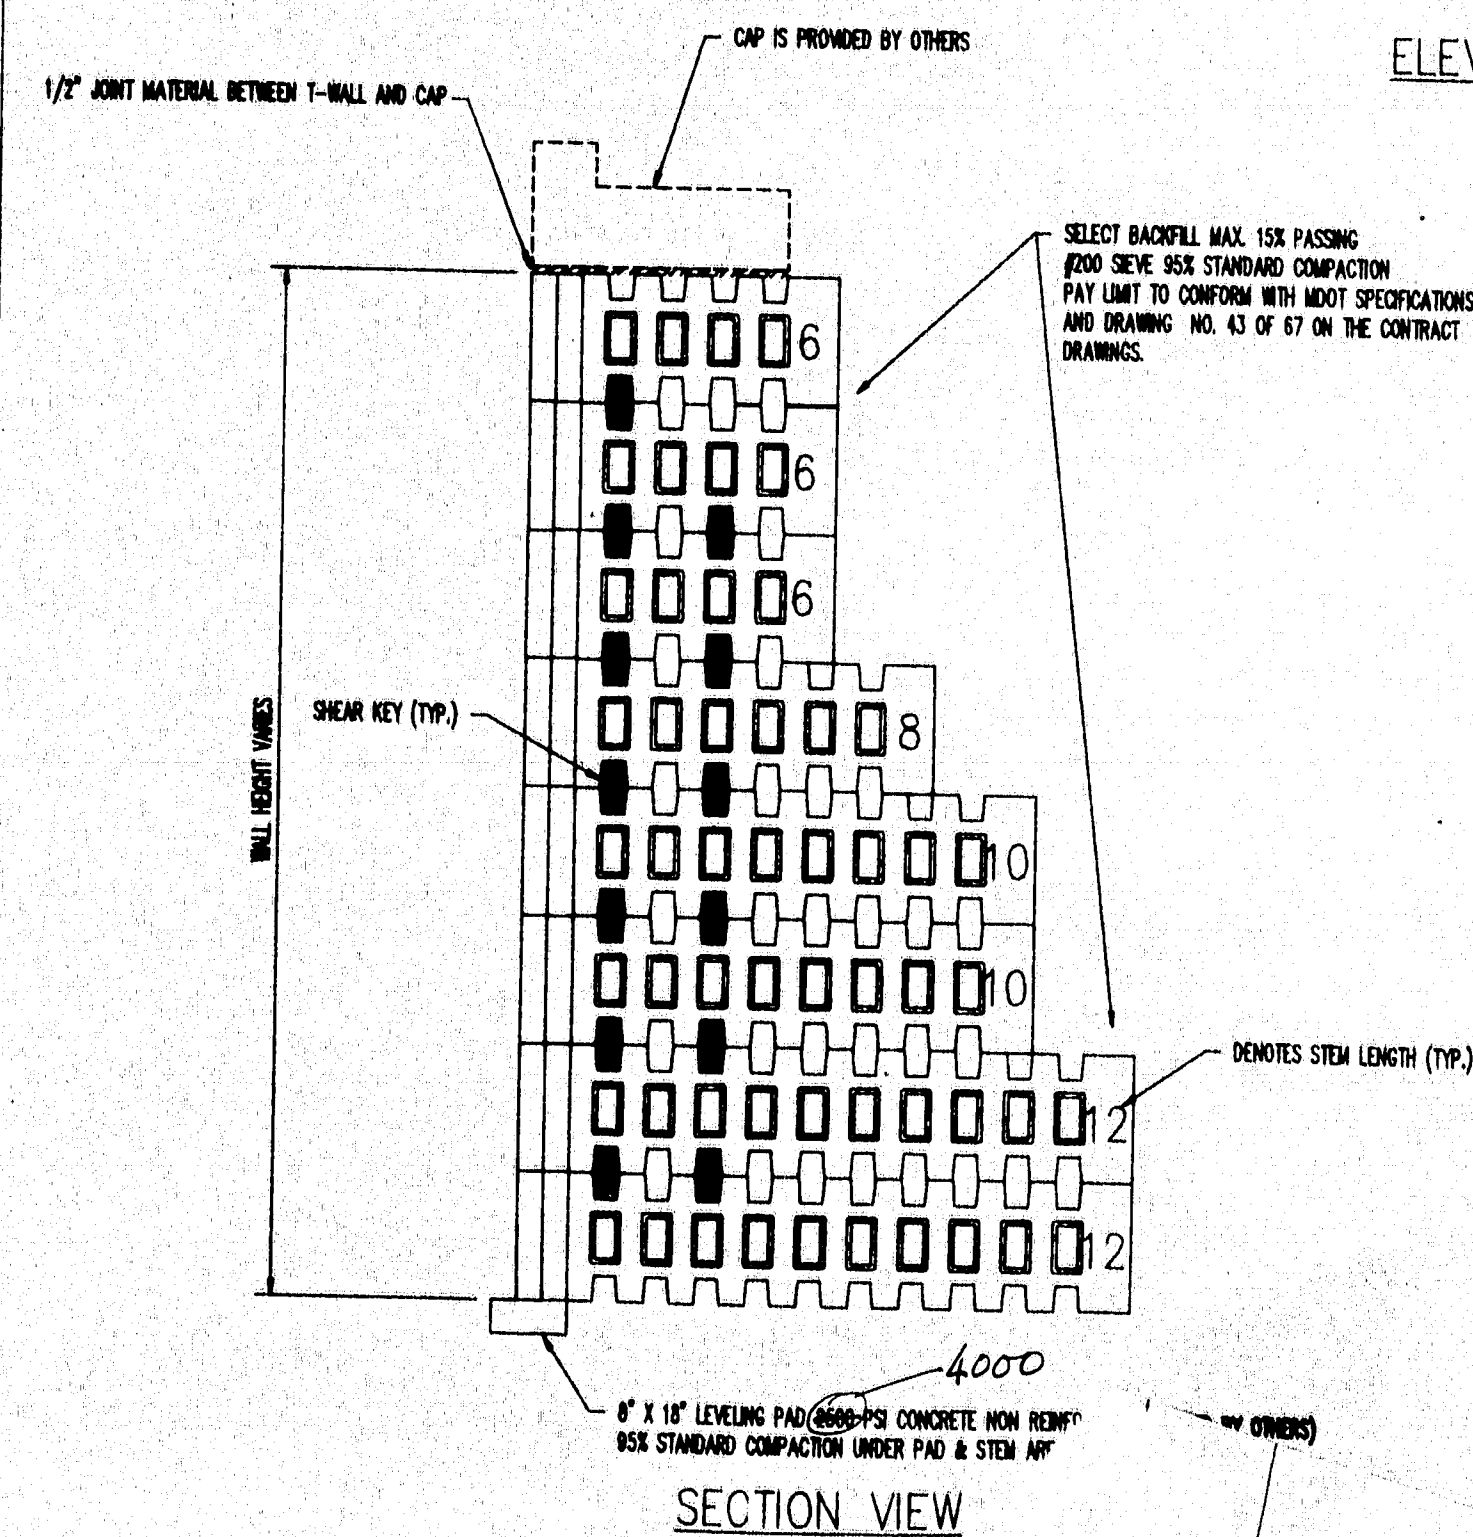 CAP IS PROVIDED BY OTHERS
ELEV
1/2" JOINT MATERIAL BETWEEN T-WALL AND CAP
SELECT BACKFILL MAX. 15% PASSING
#200 SIEVE 95% STANDARD COMPACTION
PAY LIMIT TO CONFORM WITH MDOT SPECIFICATIONS
AND DRAWING NO. 43 OF 67 ON THE CONTRACT
DRAWINGS.
6
6
6
SHEAR KEY (TYP.)
8
WALL HEIGHT VARIES
10
10
DENOTES STEM LENGTH (TYP.)
12
12
4000
8" X 18" LEVELING PAD PSI CONCRETE NON REINF
95% STANDARD COMPACTION UNDER PAD & STEM
OTHERS)
SECTION VIEW